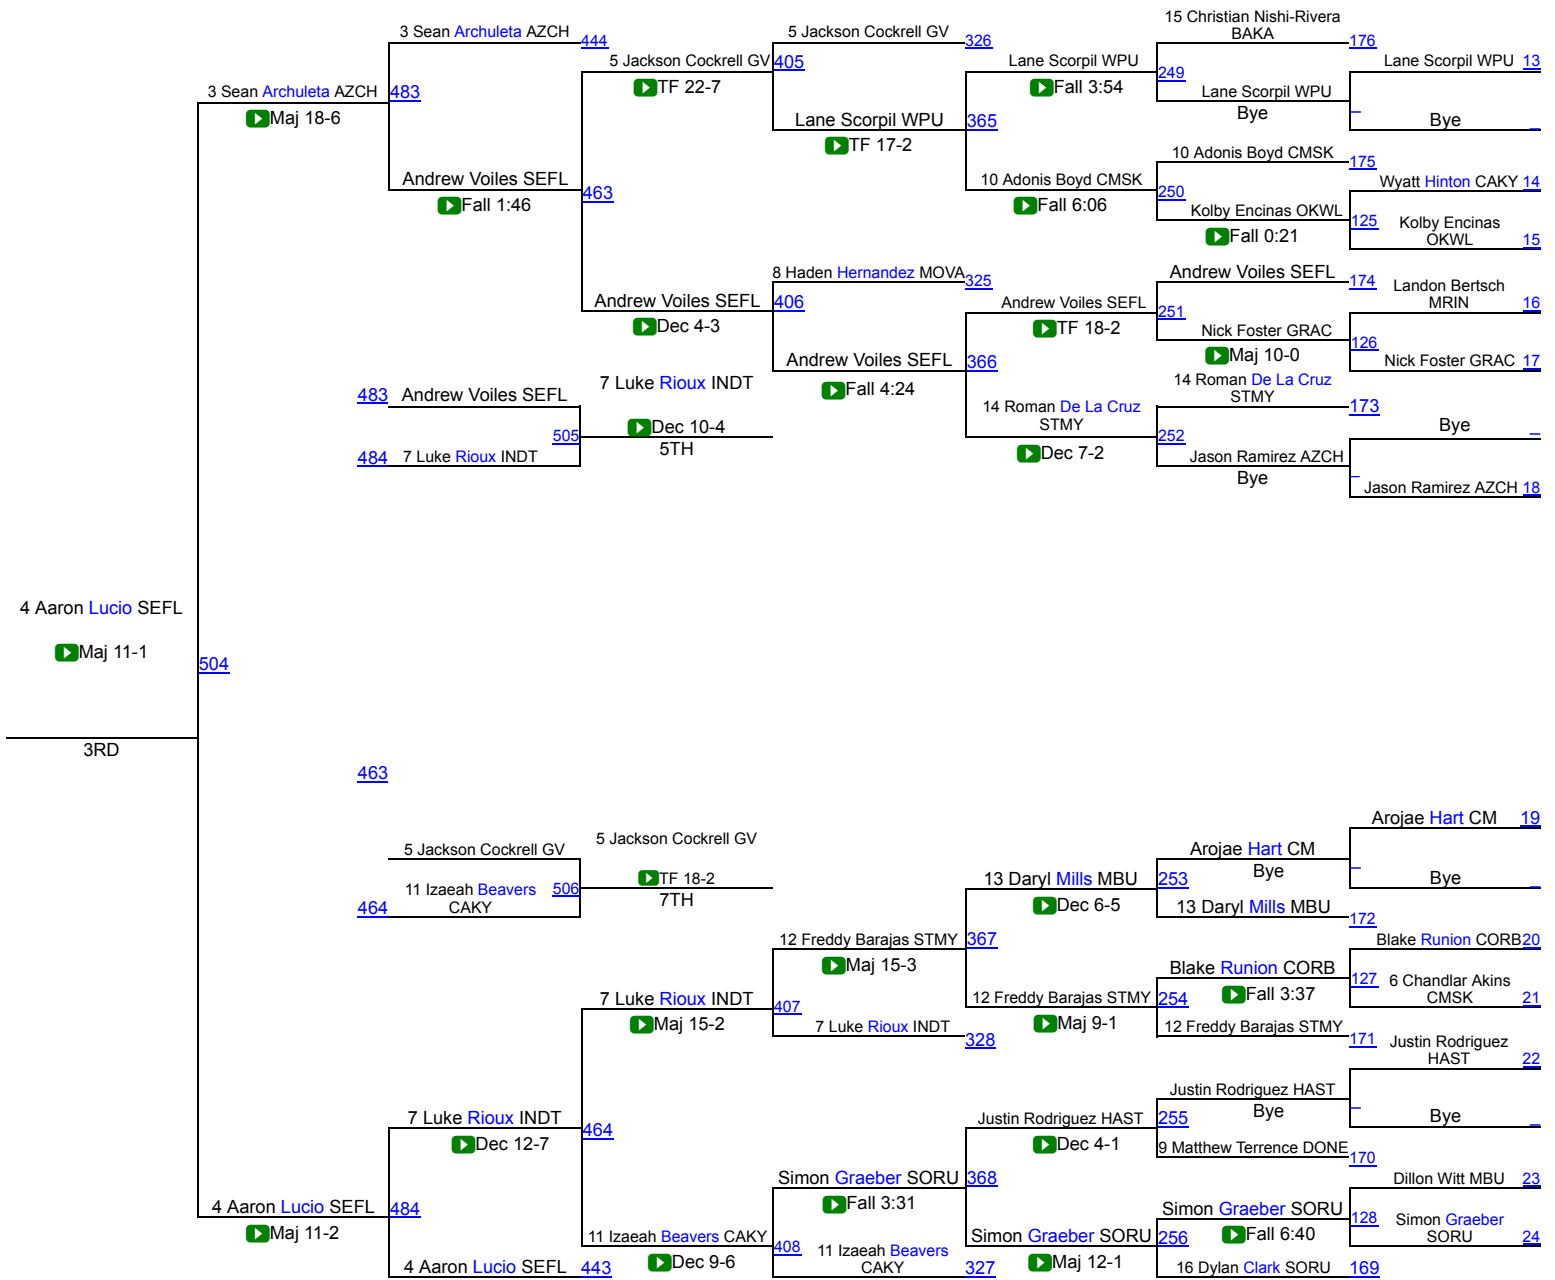 15 Christian Nishi-Rivera
BAKA
3 Sean Archuleta AZCH 444
5 Jackson Cockrell GV 326
176
5 Jackson Cockrell GV 405
Lane Scorpil WPU
249
Lane Scorpil WPU 13
TF 22-7
Fall 3:54
3 Sean Archuleta AZCH 483
Lane Scorpil WPU
Bye
Maj 18-6
Lane Scorpil WPU 365
Bye
TF 17-2
10 Adonis Boyd CMSK 175
Andrew Voiles SEFL 463
10 Adonis Boyd CMSK 250
Wyatt Hinton CAKY 14
Fall 1:46
Fall 6:06
Kolby Encinas OKWL 125
Kolby Encinas
OKWL 15
Fall 0:21
8 Haden Hernandez MOVA 325
Andrew Voiles SEFL 174
Landon Bertsch
MRIN 16
Andrew Voiles SEFL 406
Andrew Voiles SEFL 251
Dec 4-3
TF 18-2
Nick Foster GRAC 126
Maj 10-0
Nick Foster GRAC 17
Andrew Voiles SEFL 366
7 Luke Rioux INDT
Fall 4:24
14 Roman De La Cruz
STMY 173
483 Andrew Voiles SEFL
14 Roman De La Cruz
STMY 252
505
Dec 10-4
5TH
Bye
484 7 Luke Rioux INDT
Dec 7-2
Jason Ramirez AZCH
Bye
Jason Ramirez AZCH 18
4 Aaron Lucio SEFL
Maj 11-1
504
3RD
463
Arojae Hart CM 19
5 Jackson Cockrell GV
5 Jackson Cockrell GV
Arojae Hart CM
Bye
11 Izaeah Beavers
CAKY
506
TF 18-2
7TH
464
13 Daryl Mills MBU 253
Dec 6-5
Bye
13 Daryl Mills MBU 172
12 Freddy Barajas STMY 367
Maj 15-3
Blake Runion CORB 20
Blake Runion CORB 127
Fall 3:37
6 Chandlar Akins
CMSK 21
7 Luke Rioux INDT 407
Maj 15-2
12 Freddy Barajas STMY 254
Maj 9-1
7 Luke Rioux INDT 328
12 Freddy Barajas STMY 171
Justin Rodriguez
HAST 22
Justin Rodriguez HAST
Bye
7 Luke Rioux INDT 464
Dec 12-7
Justin Rodriguez HAST 255
Dec 4-1
Bye
9 Matthew Terrence DONE 170
Simon Graeber SORU 368
Fall 3:31
Dillon Witt MBU 23
4 Aaron Lucio SEFL 484
Maj 11-2
Simon Graeber SORU 128
Fall 6:40
Simon Graeber
SORU 24
11 Izaeah Beavers CAKY 408
Dec 9-6
11 Izaeah Beavers
CAKY 327
Simon Graeber SORU 256
Maj 12-1
4 Aaron Lucio SEFL 443
16 Dylan Clark SORU 169